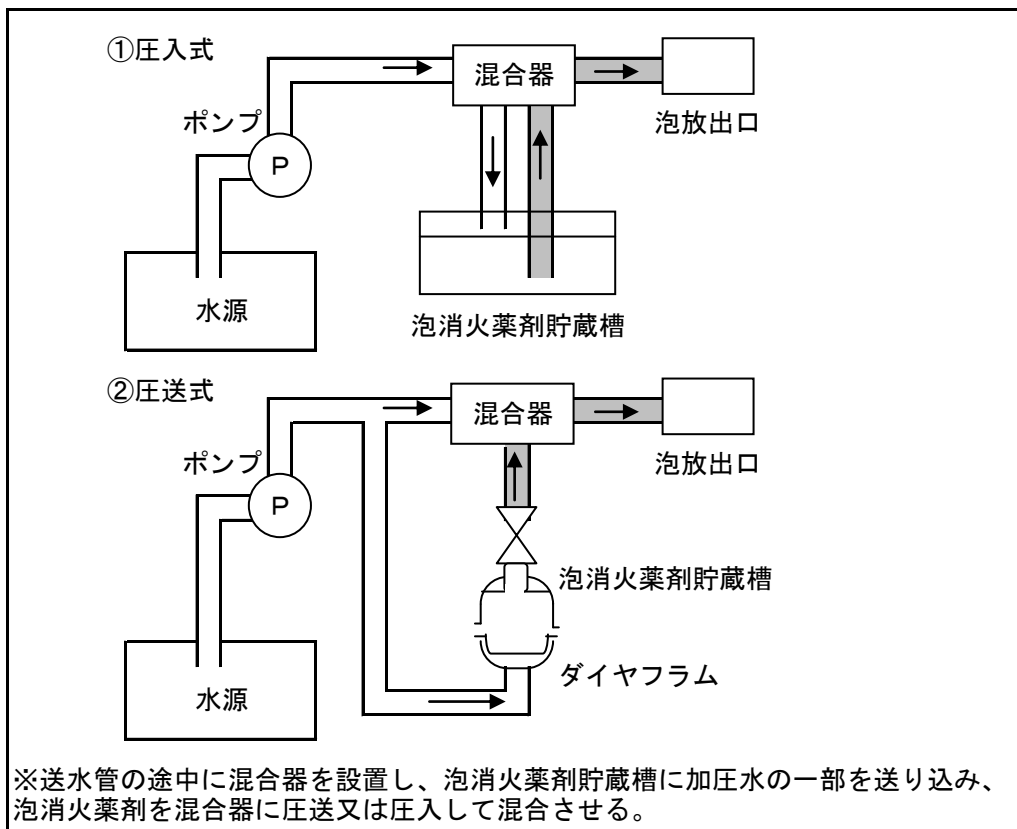 ①圧入式
混合器
ポンプ
P
泡放出口
水源
泡消火薬剤貯蔵槽
②圧送式
混合器
ポンプ
P
泡放出口
泡消火薬剤貯蔵槽
ダイヤフラム
水源
※送水管の途中に混合器を設置し、泡消火薬剤貯蔵槽に加圧水の一部を送り込み、
泡消火薬剤を混合器に圧送又は圧入して混合させる。